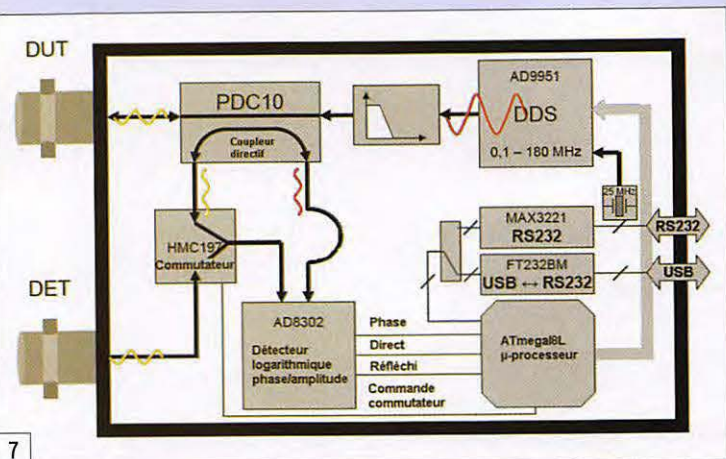 DUT
PDC10
Coupleur
directif
AD9951
DDS
0,1 – 180 MHz
25 MHz
HMC197
Commutateur
MAX3221
RS232
RS232
FT232BM
USB ↔ RS232
USB
DET
AD8302
Détecteur
logarithmique
phase/amplitude
Phase
Direct
Réfléchi
Commande
commutateur
ATmegal8L
µ-processeur
7